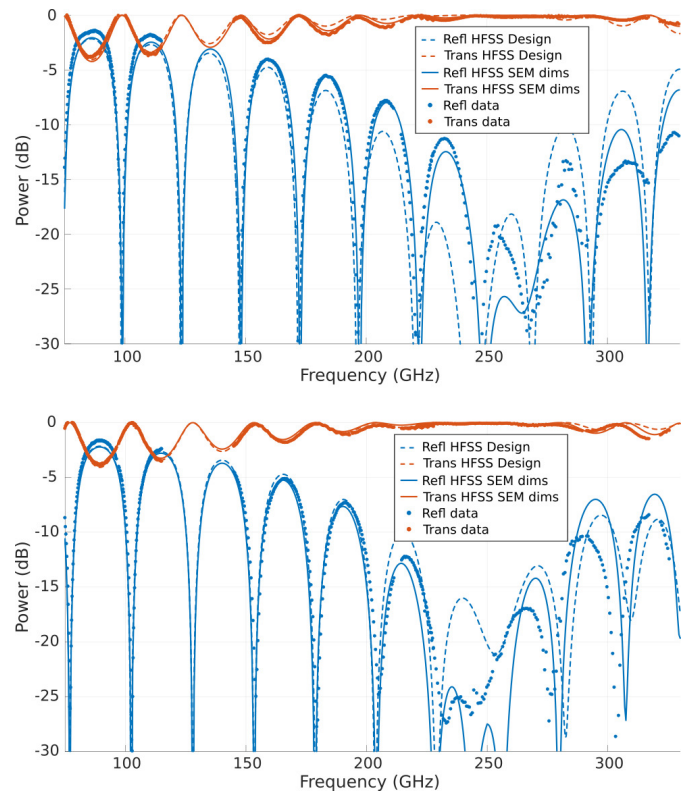 0
-5
-10
-15
-20
-25
-30
Power (dB)
Refl HFSS Design
Trans HFSS Design
Refl HFSS SEM dims
Trans HFSS SEM dims
Refl data
Trans data
100 150 200 250 300
Frequency (GHz)
0
-5
-10
-15
-20
-25
-30
Power (dB)
Refl HFSS Design
Trans HFSS Design
Refl HFSS SEM dims
Trans HFSS SEM dims
Refl data
Trans data
100 150 200 250 300
Frequency (GHz)